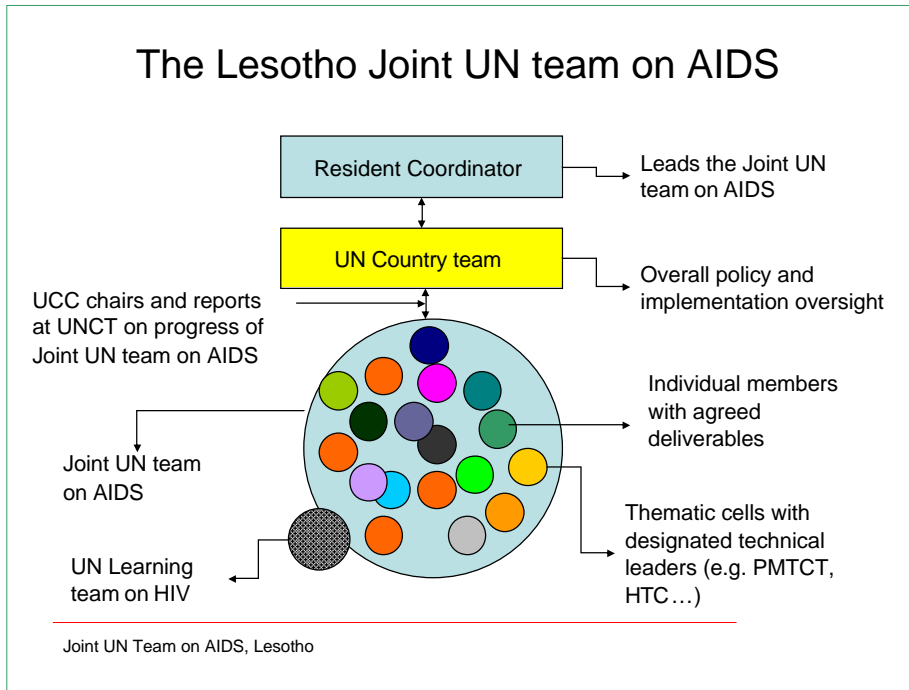 The Lesotho Joint UN team on AIDS
Resident Coordinator
Leads the Joint UN
team on AIDS
UN Country team
Overall policy and
implementation oversight
UCC chairs and reports
at UNCT on progress of
Joint UN team on AIDS
Individual members
with agreed
deliverables
Joint UN team
on AIDS
Thematic cells with
designated technical
leaders (e.g. PMTCT,
HTC…)
UN Learning
team on HIV
Joint UN Team on AIDS, Lesotho